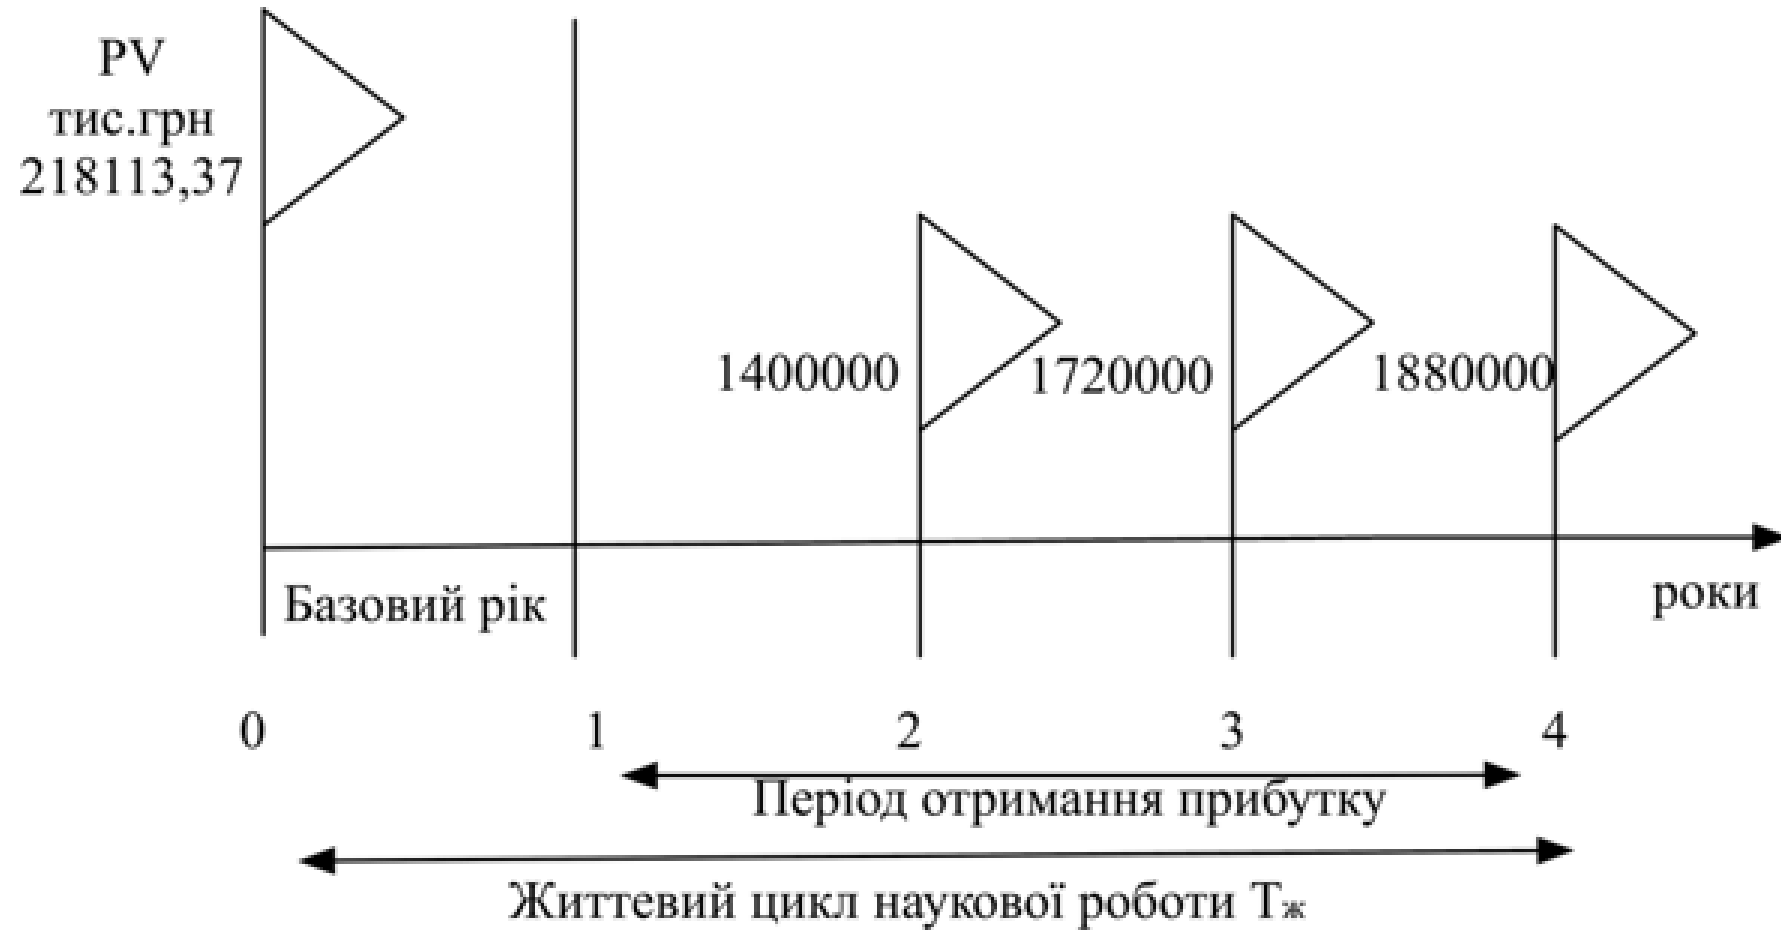 PV
тис.грн
218113,37
1400000
1720000
1880000
Базовий рік
роки
0 1 2 3 4
Період отримання прибутку
Життевий цикл наукової роботи Тж